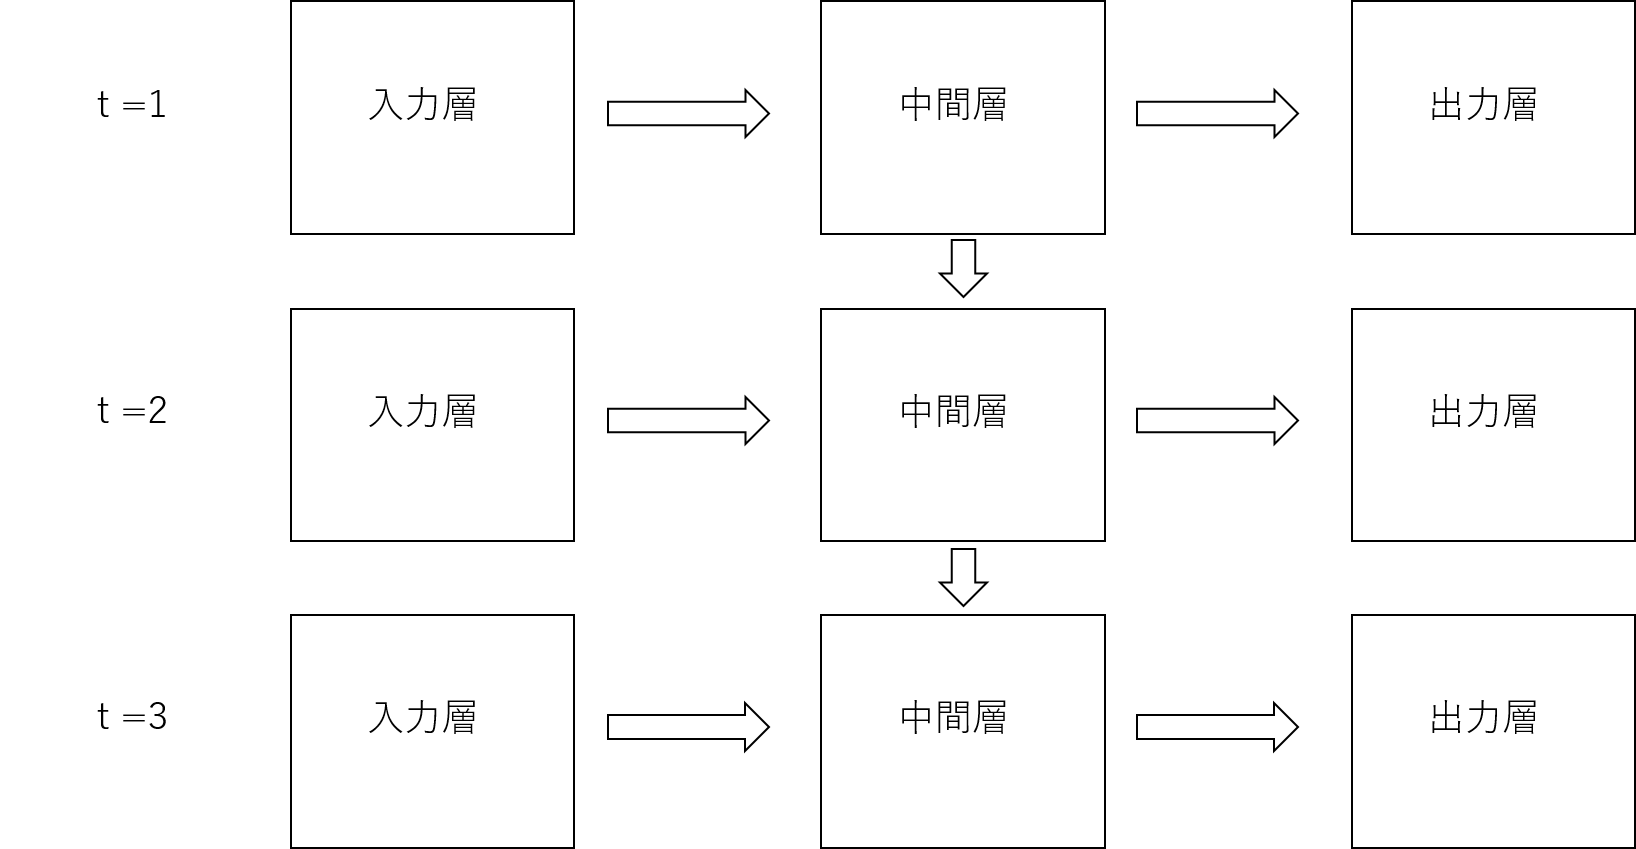 t =1 入力層 中間層 出力層
t =2 入力層 中間層 出力層
t =3 入力層 中間層 出力層